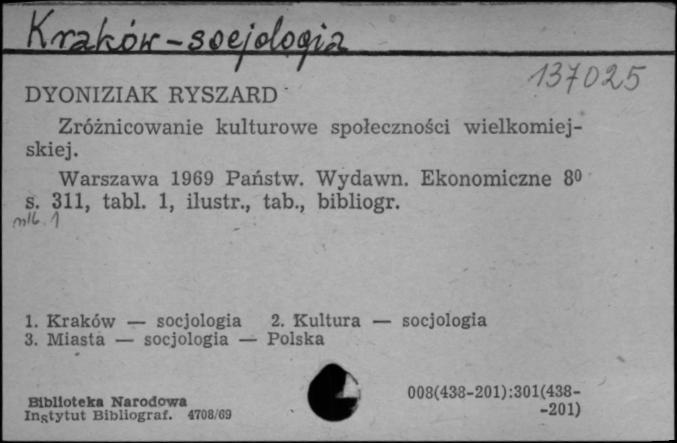 Kraków - socjologia
137025
DYONIZIAK RYSZARD
Zróżnicowanie kulturowe społeczności wielkomiej-
skiej.
Warszawa 1969 Państw. Wydawn. Ekonomiczne 8⁰
s. 311, tabl. 1, ilustr., tab., bibliogr.
nlb. 1
1. Kraków — socjologia 2. Kultura — socjologia
3. Miasta — socjologia — Polska
Biblioteka Narodowa
Instytut Bibliograf. 4708/69
008(438-201):301(438-
-201)